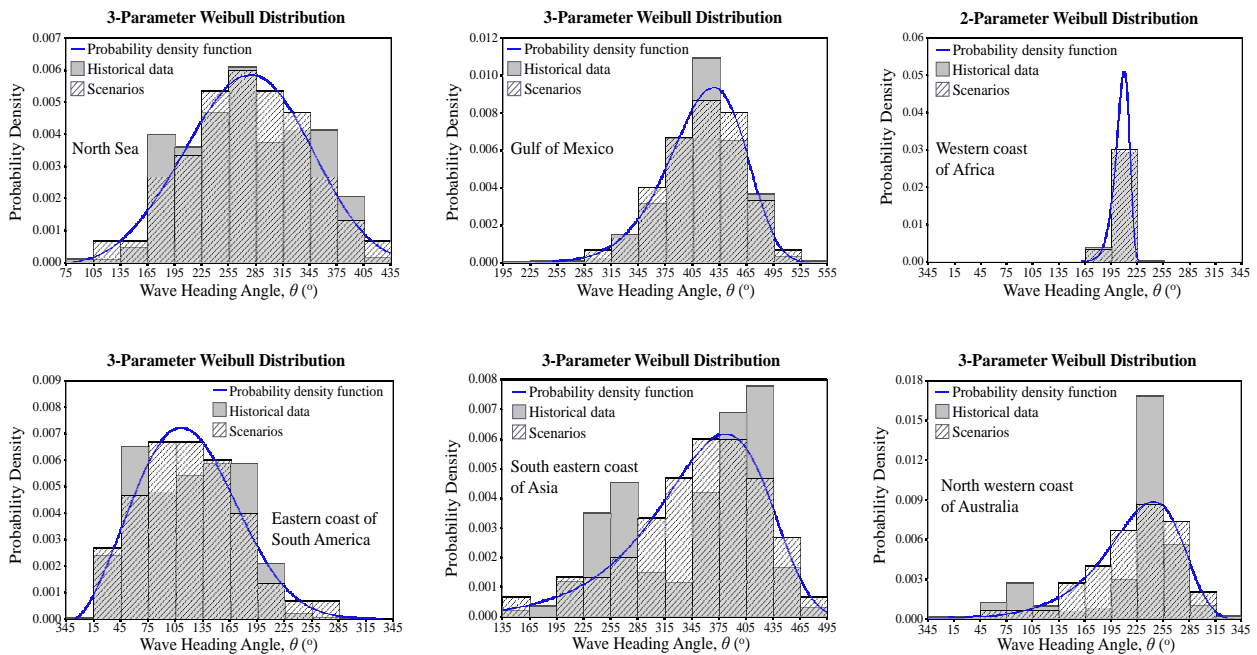 3-Parameter Weibull Distribution
Probability Density
0.007
0.006
0.005
0.004
0.003
0.002
0.001
0.000
Probability density function
Historical data
Scenarios
North Sea
75 105 135 165 195 225 255 285 315 345 375 405 435
Wave Heading Angle, θ (°)
3-Parameter Weibull Distribution
Probability Density
0.012
0.010
0.008
0.006
0.004
0.002
0.000
Probability density function
Historical data
Scenarios
Gulf of Mexico
195 225 255 285 315 345 375 405 435 465 495 525 555
Wave Heading Angle, θ (°)
2-Parameter Weibull Distribution
Probability Density
0.06
0.05
0.04
0.03
0.02
0.01
0.00
Probability density function
Historical data
Scenarios
Western coast
of Africa
345 15 45 75 105 135 165 195 225 255 285 315 345
Wave Heading Angle, θ (°)
3-Parameter Weibull Distribution
Probability Density
0.009
0.008
0.007
0.006
0.005
0.004
0.003
0.002
0.001
0.000
Probability density function
Historical data
Scenarios
Eastern coast of
South America
345 15 45 75 105 135 165 195 225 255 285 315 345
Wave Heading Angle, θ (°)
3-Parameter Weibull Distribution
Probability Density
0.008
0.007
0.006
0.005
0.004
0.003
0.002
0.001
0.000
Probability density function
Historical data
Scenarios
South eastern coast
of Asia
135 165 195 225 255 285 315 345 375 405 435 465 495
Wave Heading Angle, θ (°)
3-Parameter Weibull Distribution
Probability Density
0.018
0.015
0.012
0.009
0.006
0.003
0.000
Probability density function
Historical data
Scenarios
North western coast
of Australia
345 15 45 75 105 135 165 195 225 255 285 315 345
Wave Heading Angle, θ (°)